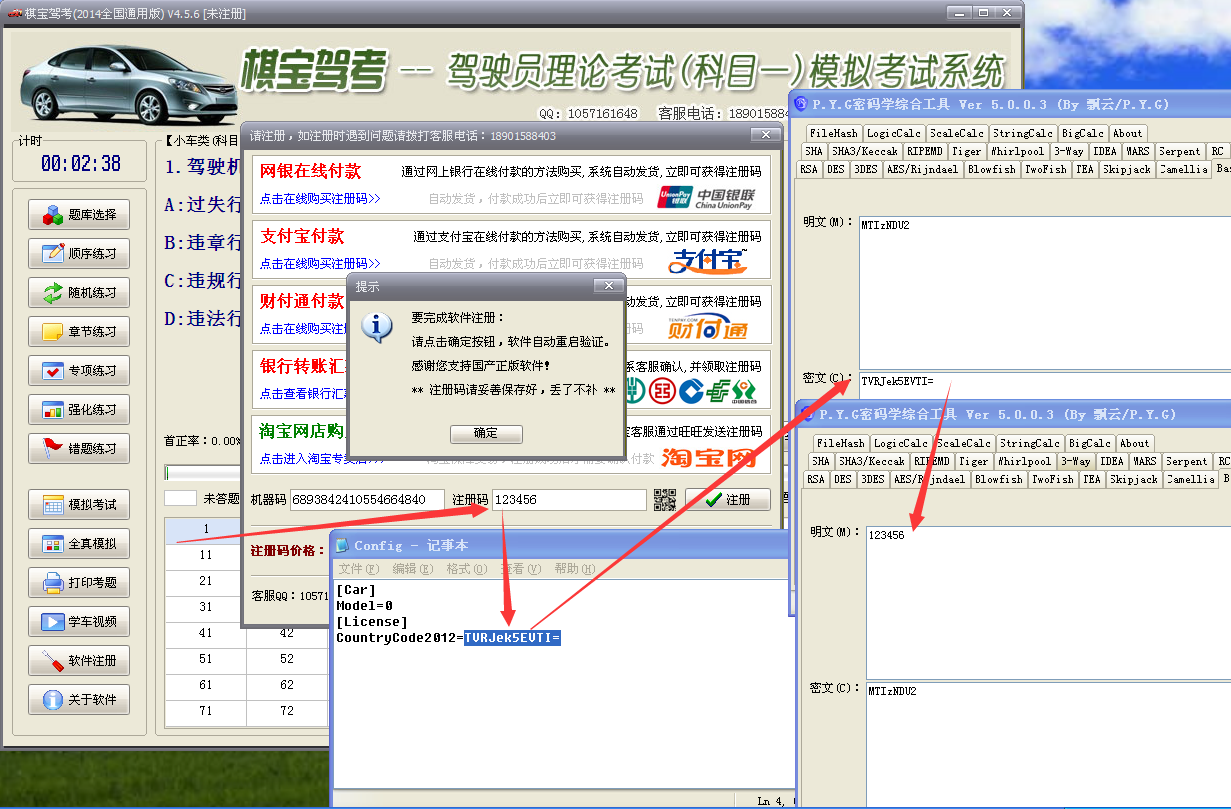 棋宝驾考(2014全国通用版) V4.5.6 [未注册]
棋宝驾考 -- 驾驶员理论考试(科目一)模拟考试系统
QQ: 1057161648 客服电话: 1890158840
计时
00:02:38
题库选择
顺序练习
随机练习
章节练习
专项练习
强化练习
错题练习
模拟考试
全真模拟
打印考题
学车视频
软件注册
关于软件
【小车类(科目
1.驾驶机
A:过失行
B:违章行
C:违规行
D:违法行
首正率：0.00%
未答题
1
11
21
31
41 42
51 52
61 62
71 72
请注册，如注册时遇到问题请拨打客服电话：18901588403
网银在线付款 通过网上银行在线付款的方法购买,系统自动发货,立即可获得注册码
点击在线购买注册码>> 自动发货，付款成功后立即可获得注册码
UnionPay 中国银联
China UnionPay
支付宝付款 通过支付宝在线付款的方法购买,系统自动发货,立即可获得注册码
点击在线购买注册码>> 自动发货，付款成功后立即可获得注册码
支付宝
财付通付款 动发货,立即可获得注册码
点击在线购买注册 码
TENPAY.COM
财付通
银行转账汇 系客服确认,并领取注册码
点击查看银行汇款
淘宝网店购 客服通过旺旺发送注册码
点击进入淘宝专卖店>>
淘宝网
机器码 6893842410554664840 注册码 123456 注册
注册码价格：
客服QQ：10571
提示
要完成软件注册：
请点击确定按钮，软件自动重启验证。
感谢您支持国产正版软件！
** 注册码请妥善保存好，丢了不补 **
确定
Config - 记事本
文件(F) 编辑(E) 格式(O) 查看(V) 帮助(H)
[Car]
Model=0
[License]
CountryCode2012=TVRJek5EVTI=
Ln 4,
P.Y.G密码学综合工具 Ver 5.0.0.3 (By 飘云/P.Y.G)
FileHash LogicCalc ScaleCalc StringCalc BigCalc About
SHA SHA3/Keccak RIPEMD Tiger Whirlpool 3-Way IDEA WARS Serpent RC
RSA DES 3DES AES/Rijndael Blowfish TwoFish TEA Skipjack Camellia Bas
明文(M)：
MTIzNDU2
密文(C)：
TVRJek5EVTI=
P.Y.G密码学综合工具 Ver 5.0.0.3 (By 飘云/P.Y.G)
FileHash LogicCalc ScaleCalc StringCalc BigCalc About
SHA SHA3/Keccak RIPEMD Tiger Whirlpool 3-Way IDEA WARS Serpent RC
RSA DES 3DES AES/Rijndael Blowfish TwoFish TEA Skipjack Camellia B
明文(M)：
123456
密文(C)：
MTIzNDU2